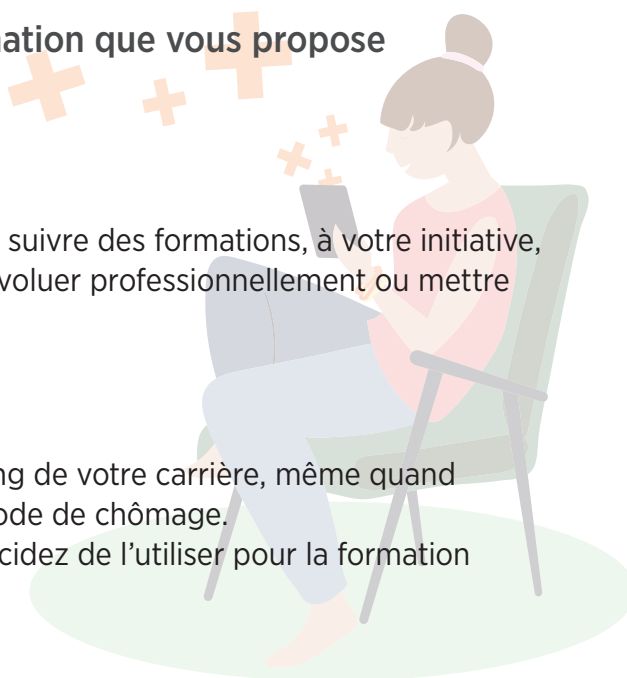 ation que vous propose
suivre des formations, à votre initiative,
voluer professionnellement ou mettre
ng de votre carrière, même quand
ode de chômage.
cidez de l’utiliser pour la formation